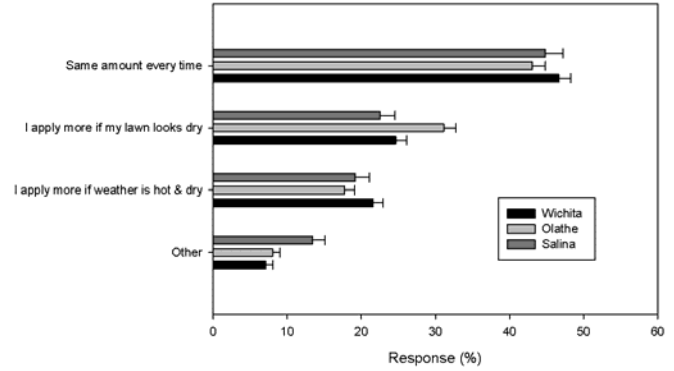 Same amount every time
I apply more if my lawn looks dry
I apply more if weather is hot & dry
Other
Wichita
Olathe
Salina
0 10 20 30 40 50 60
Response (%)